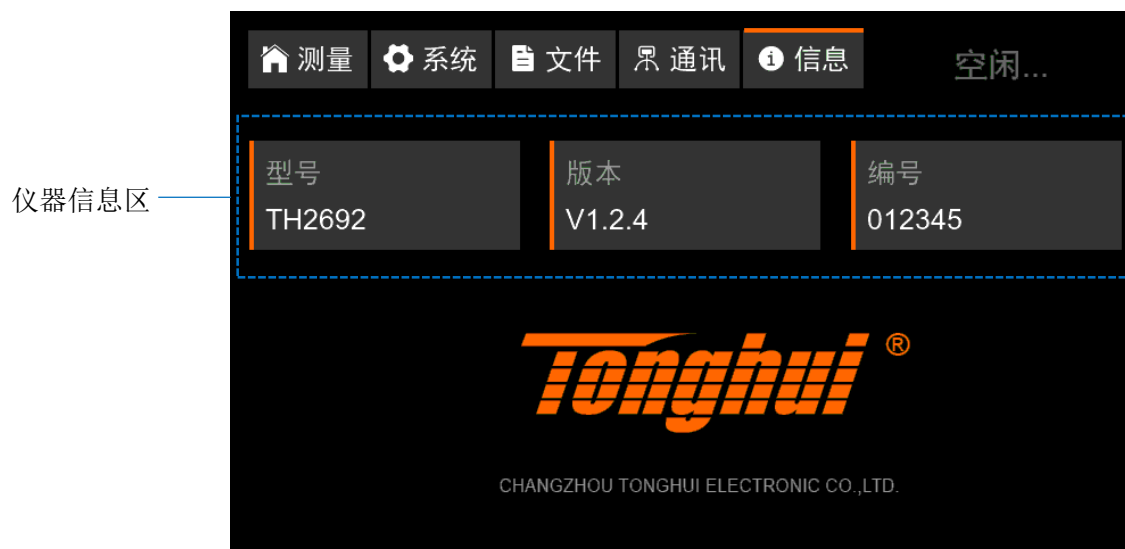 测量 系统 文件 通讯 信息 空闲...
仪器信息区
型号 版本 编号
TH2692 V1.2.4 012345
Tonghui ®
CHANGZHOU TONGHUI ELECTRONIC CO.,LTD.